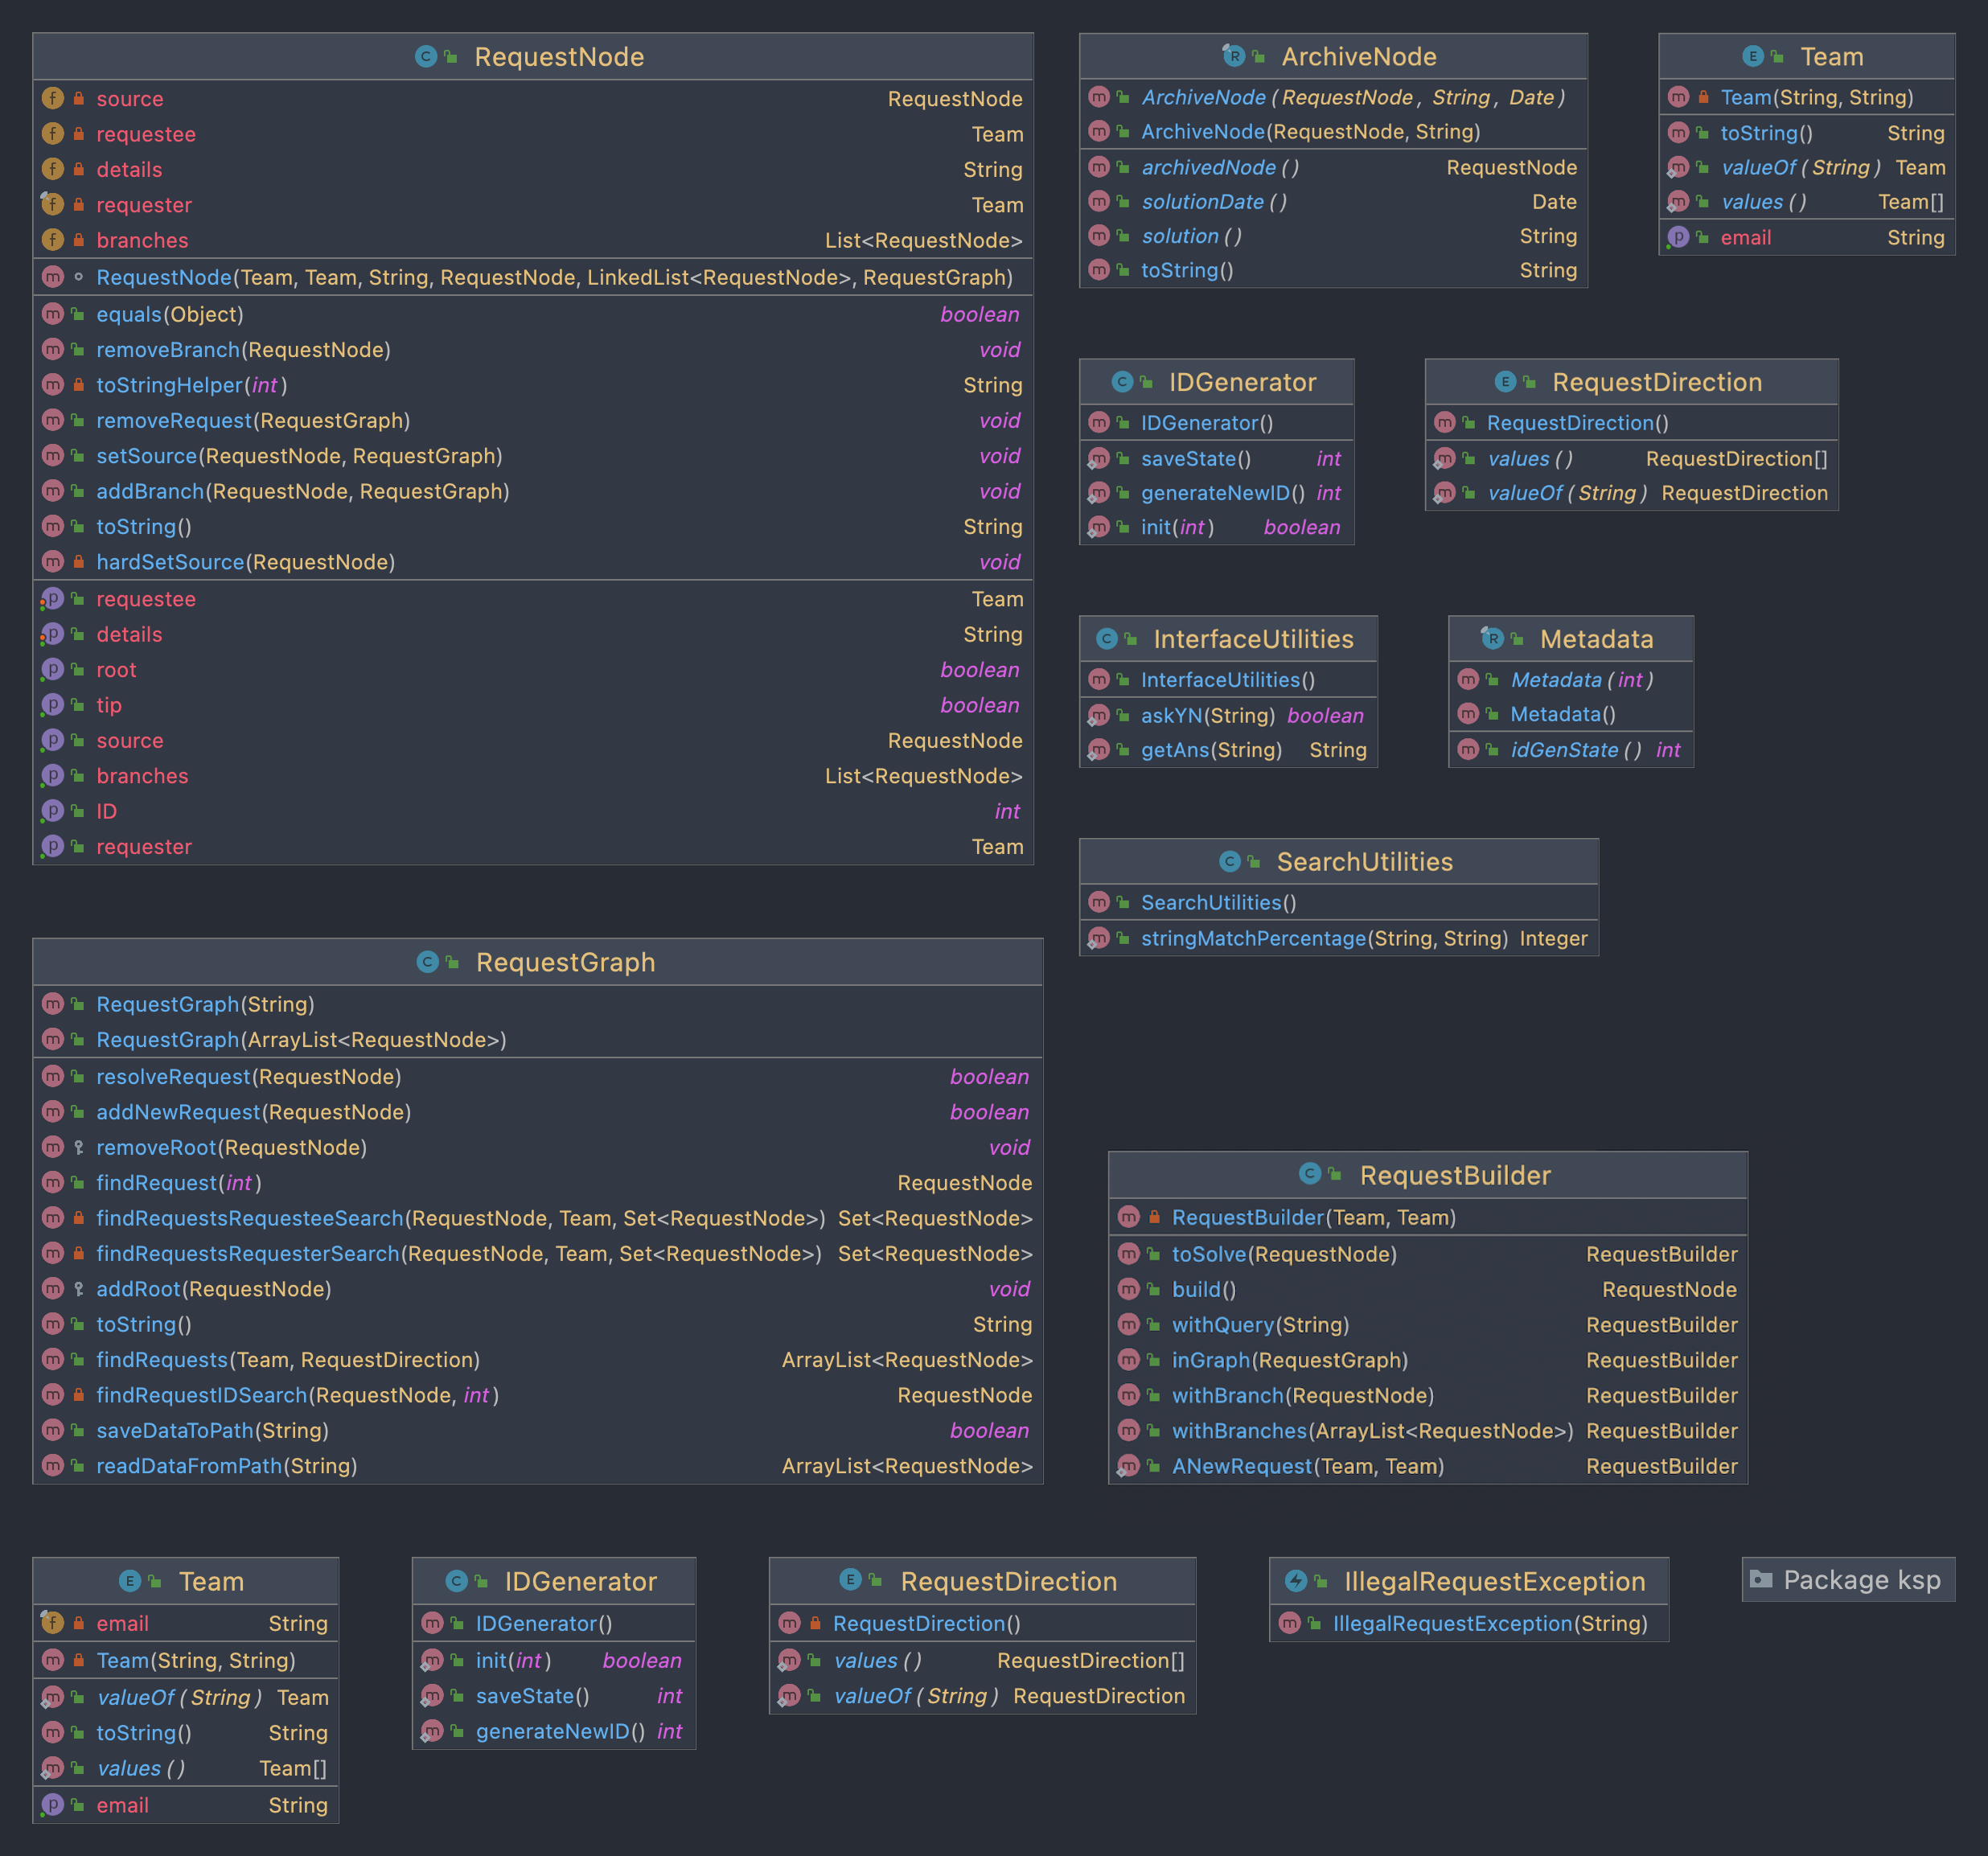 RequestNode
source RequestNode
requestee Team
details String
requester Team
branches List<RequestNode>
RequestNode(Team, Team, String, RequestNode, LinkedList<RequestNode>, RequestGraph)
equals(Object) boolean
removeBranch(RequestNode) void
toStringHelper(int) String
removeRequest(RequestGraph) void
setSource(RequestNode, RequestGraph) void
addBranch(RequestNode, RequestGraph) void
toString() String
hardSetSource(RequestNode) void
requestee Team
details String
root boolean
tip boolean
source RequestNode
branches List<RequestNode>
ID int
requester Team
ArchiveNode
ArchiveNode(RequestNode, String, Date)
ArchiveNode(RequestNode, String)
archivedNode() RequestNode
solutionDate() Date
solution() String
toString() String
Team
Team(String, String)
toString() String
valueOf(String) Team
values() Team[]
email String
IDGenerator
IDGenerator()
saveState() int
generateNewID() int
init(int) boolean
RequestDirection
RequestDirection()
values() RequestDirection[]
valueOf(String) RequestDirection
InterfaceUtilities
InterfaceUtilities()
askYN(String) boolean
getAns(String) String
Metadata
Metadata(int)
Metadata()
idGenState() int
SearchUtilities
SearchUtilities()
stringMatchPercentage(String, String) Integer
RequestGraph
RequestGraph(String)
RequestGraph(ArrayList<RequestNode>)
resolveRequest(RequestNode) boolean
addNewRequest(RequestNode) boolean
removeRoot(RequestNode) void
findRequest(int) RequestNode
findRequestsRequesteeSearch(RequestNode, Team, Set<RequestNode>) Set<RequestNode>
findRequestsRequesterSearch(RequestNode, Team, Set<RequestNode>) Set<RequestNode>
addRoot(RequestNode) void
toString() String
findRequests(Team, RequestDirection) ArrayList<RequestNode>
findRequestIDSearch(RequestNode, int) RequestNode
saveDataToPath(String) boolean
readDataFromPath(String) ArrayList<RequestNode>
RequestBuilder
RequestBuilder(Team, Team)
toSolve(RequestNode) RequestBuilder
build() RequestNode
withQuery(String) RequestBuilder
inGraph(RequestGraph) RequestBuilder
withBranch(RequestNode) RequestBuilder
withBranches(ArrayList<RequestNode>) RequestBuilder
ANewRequest(Team, Team) RequestBuilder
Team
email String
Team(String, String)
valueOf(String) Team
toString() String
values() Team[]
email String
IDGenerator
IDGenerator()
init(int) boolean
saveState() int
generateNewID() int
RequestDirection
RequestDirection()
values() RequestDirection[]
valueOf(String) RequestDirection
IllegalRequestException
IllegalRequestException(String)
Package ksp